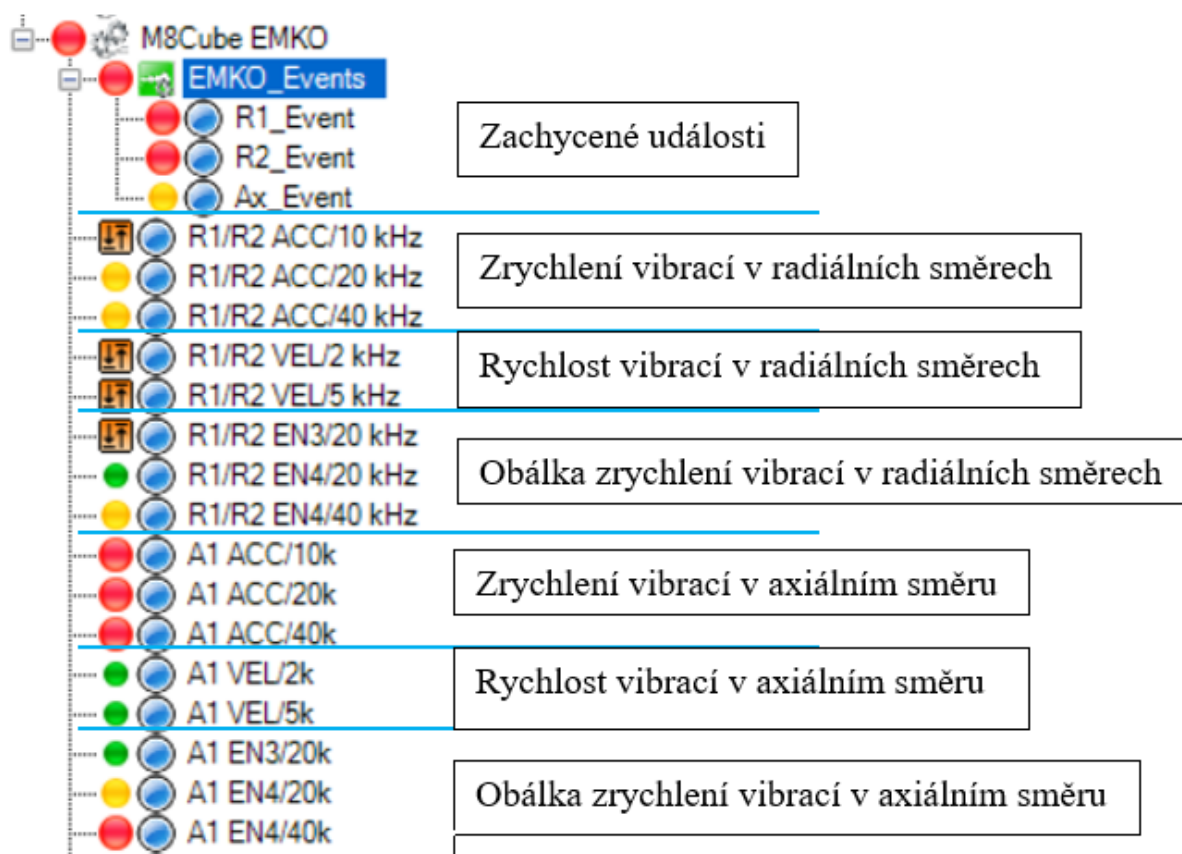 M8Cube EMKO
EMKO_Events
R1_Event
R2_Event
Ax_Event
Zachycené události
R1/R2 ACC/10 kHz
R1/R2 ACC/20 kHz
R1/R2 ACC/40 kHz
Zrychlení vibrací v radiálních směrech
R1/R2 VEL/2 kHz
R1/R2 VEL/5 kHz
Rychlost vibrací v radiálních směrech
R1/R2 EN3/20 kHz
R1/R2 EN4/20 kHz
R1/R2 EN4/40 kHz
Obálka zrychlení vibrací v radiálních směrech
A1 ACC/10k
A1 ACC/20k
A1 ACC/40k
Zrychlení vibrací v axiálním směru
A1 VEL/2k
A1 VEL/5k
Rychlost vibrací v axiálním směru
A1 EN3/20k
A1 EN4/20k
A1 EN4/40k
Obálka zrychlení vibrací v axiálním směru